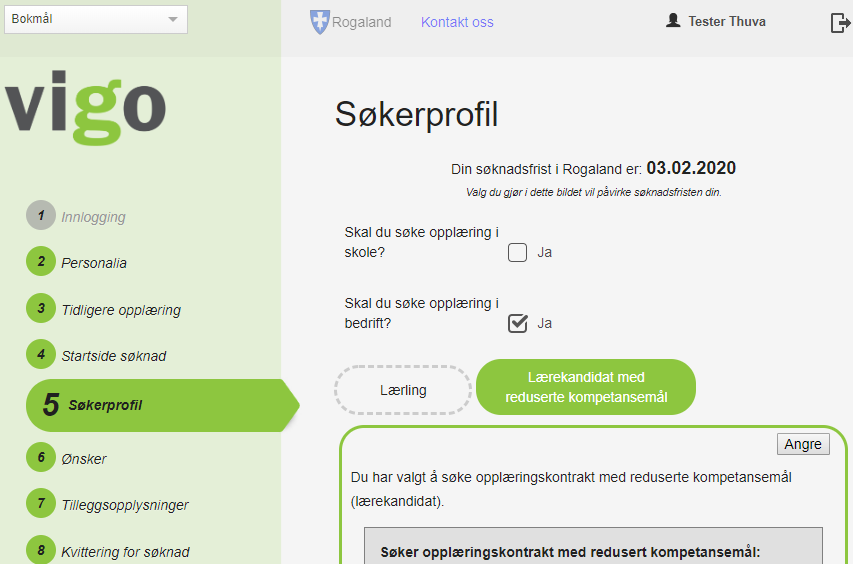 Bokmål
Rogaland
Kontakt oss
Tester Thuva
vigo
Søkerprofil
Din søknadsfrist i Rogaland er: 03.02.2020
Valg du gjør i dette bildet vil påvirke søknadsfristen din.
1 Innlogging
2 Personalia
3 Tidligere opplæring
4 Startside søknad
5 Søkerprofil
6 Ønsker
7 Tilleggsopplysninger
8 Kvittering for søknad
Skal du søke opplæring i
skole?
Ja
Skal du søke opplæring i
bedrift?
Ja
Lærling
Lærekandidat med
reduserte kompetansemål
Angre
Du har valgt å søke opplæringskontrakt med reduserte kompetansemål
(lærekandidat).
Søker opplæringskontrakt med redusert kompetansemål: